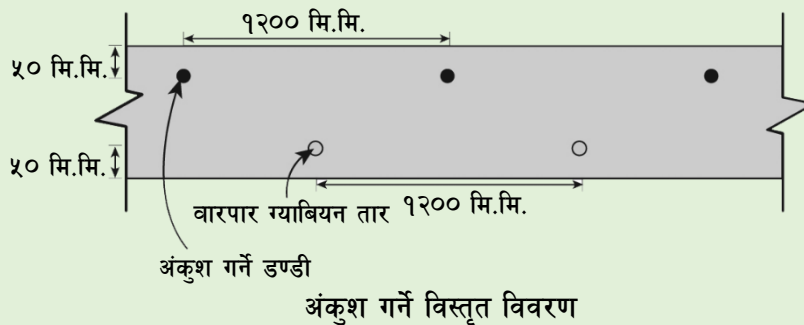 १२०० मि.मि.
५० मि.मि.
५० मि.मि.
वारपार ग्याबियन तार
१२०० मि.मि.
अंकुश गर्ने डण्डी
अंकुश गर्ने विस्तृत विवरण